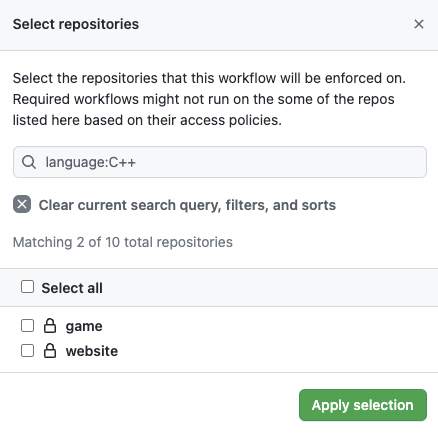 Select repositories
Select the repositories that this workflow will be enforced on.
Required workflows might not run on the some of the repos
listed here based on their access policies.
language:C++
Clear current search query, filters, and sorts
Matching 2 of 10 total repositories
Select all
game
website
Apply selection